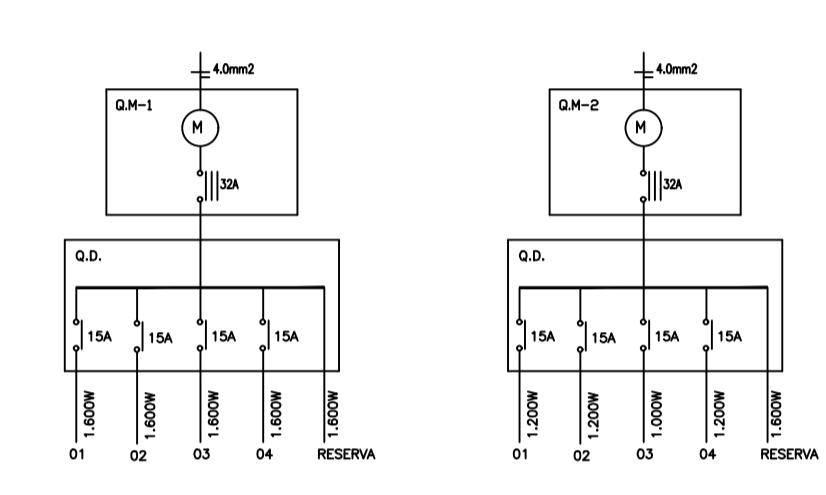 4.0mm2
Q.M-1
M
32A
Q.D.
15A 15A 15A 15A
1.600W 1.600W 1.600W 1.600W 1.600W
01 02 03 04 RESERVA
4.0mm2
Q.M-2
M
32A
Q.D.
15A 15A 15A 15A
1.200W 1.200W 1.000W 1.200W 1.600W
01 02 03 04 RESERVA